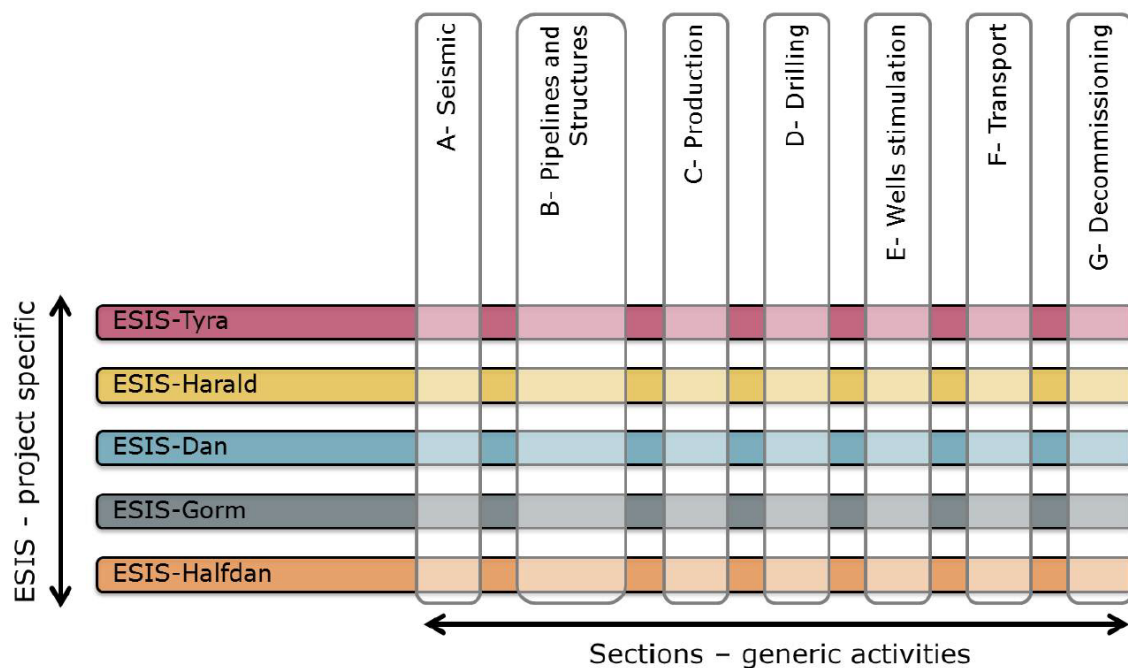 A- Seismic
B- Pipelines and
Structures
C- Production
D- Drilling
E- Wells stimulation
F- Transport
G- Decommissioning
ESIS - project specific
ESIS-Tyra
ESIS-Harald
ESIS-Dan
ESIS-Gorm
ESIS-Halfdan
Sections – generic activities